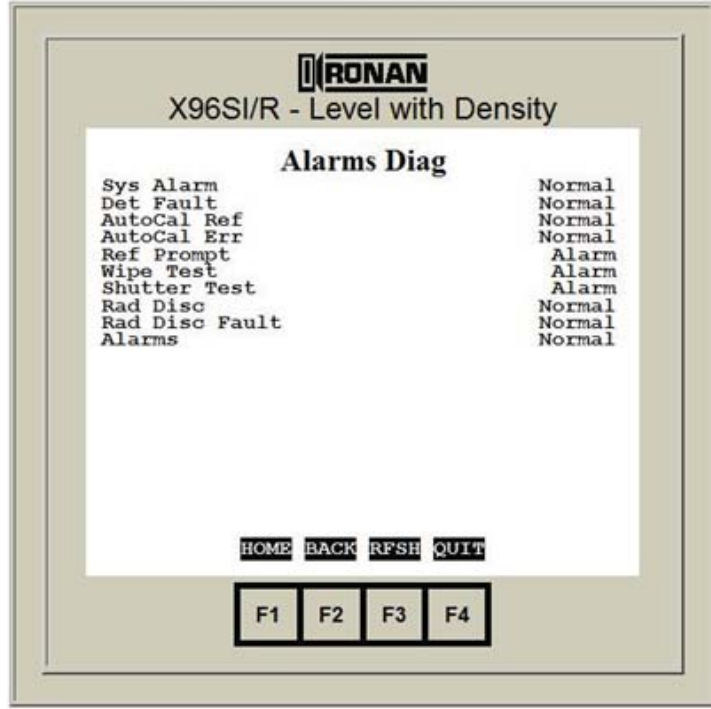 RONAN
X96SI/R - Level with Density
Alarms Diag
Sys Alarm Normal
Det Fault Normal
AutoCal Ref Normal
AutoCal Err Normal
Ref Prompt Alarm
Wipe Test Alarm
Shutter Test Alarm
Rad Disc Normal
Rad Disc Fault Normal
Alarms Normal
HOME BACK RFSH QUIT
F1 F2 F3 F4